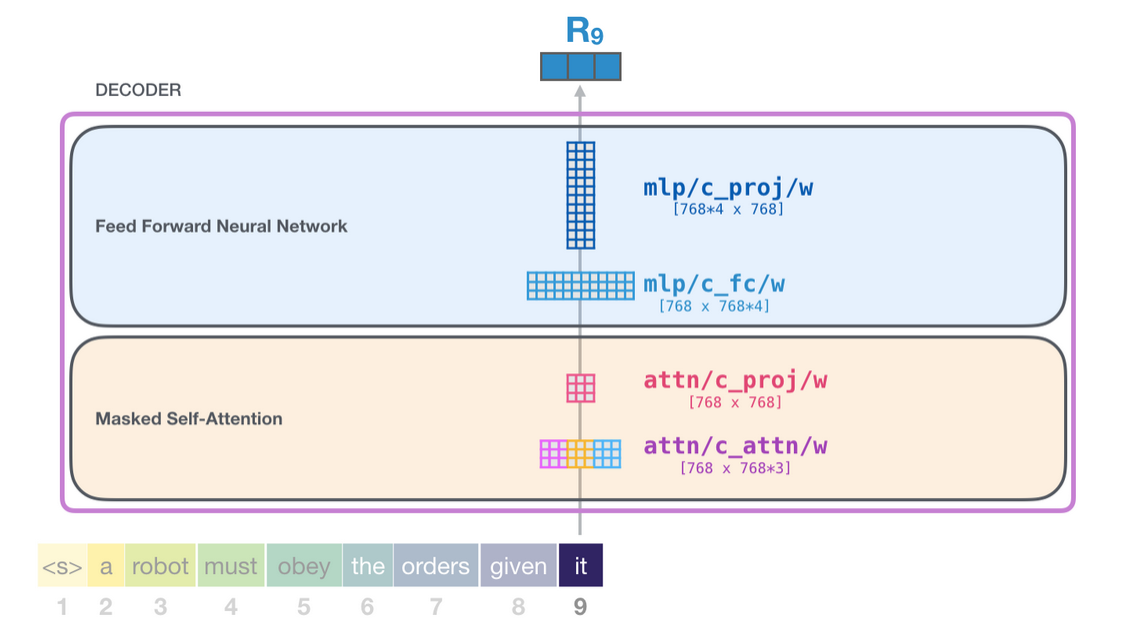 R9
DECODER
mlp/c_proj/w
[768*4 x 768]
Feed Forward Neural Network
mlp/c_fc/w
[768 x 768*4]
attn/c_proj/w
[768 x 768]
Masked Self-Attention
attn/c_attn/w
[768 x 768*3]
<s> a robot must obey the orders given it
1 2 3 4 5 6 7 8 9